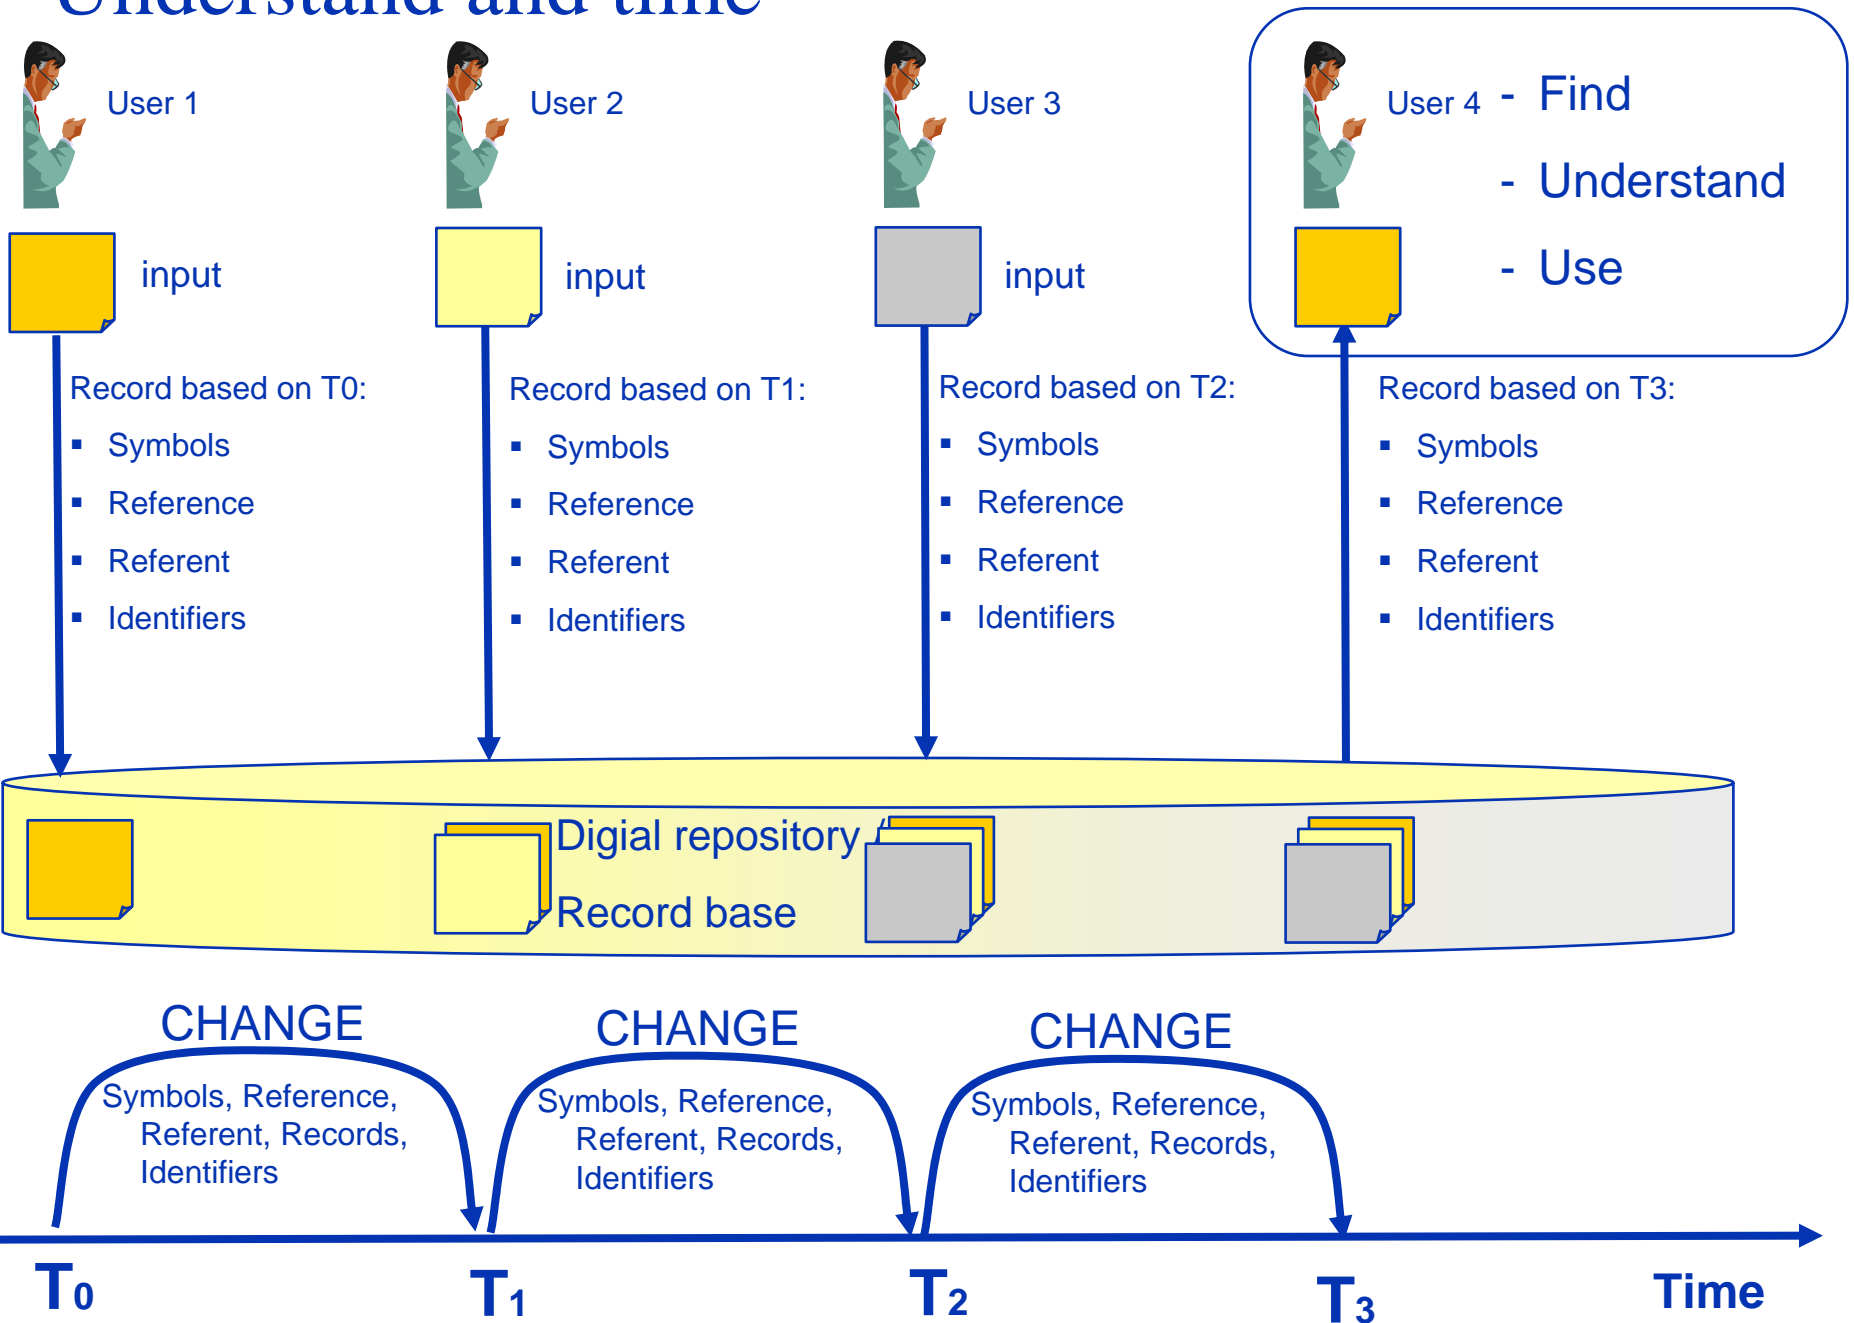 Understand and time
User 1
User 2
User 3
User 4
- Find
- Understand
- Use
input
input
input
Record based on T0:
▪ Symbols
▪ Reference
▪ Referent
▪ Identifiers
Record based on T1:
▪ Symbols
▪ Reference
▪ Referent
▪ Identifiers
Record based on T2:
▪ Symbols
▪ Reference
▪ Referent
▪ Identifiers
Record based on T3:
▪ Symbols
▪ Reference
▪ Referent
▪ Identifiers
Digial repository /
Record base
CHANGE
Symbols, Reference,
Referent, Records,
Identifiers
CHANGE
Symbols, Reference,
Referent, Records,
Identifiers
CHANGE
Symbols, Reference,
Referent, Records,
Identifiers
T0
T1
T2
T3
Time